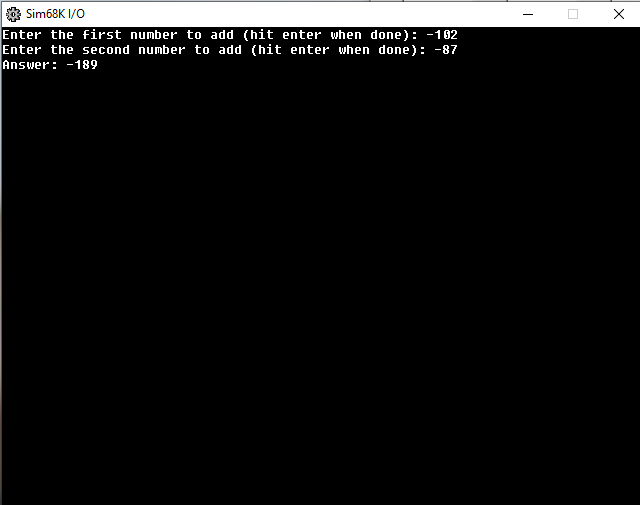 Sim68K I/O
Enter the first number to add (hit enter when done): -102
Enter the second number to add (hit enter when done): -87
Answer: -189